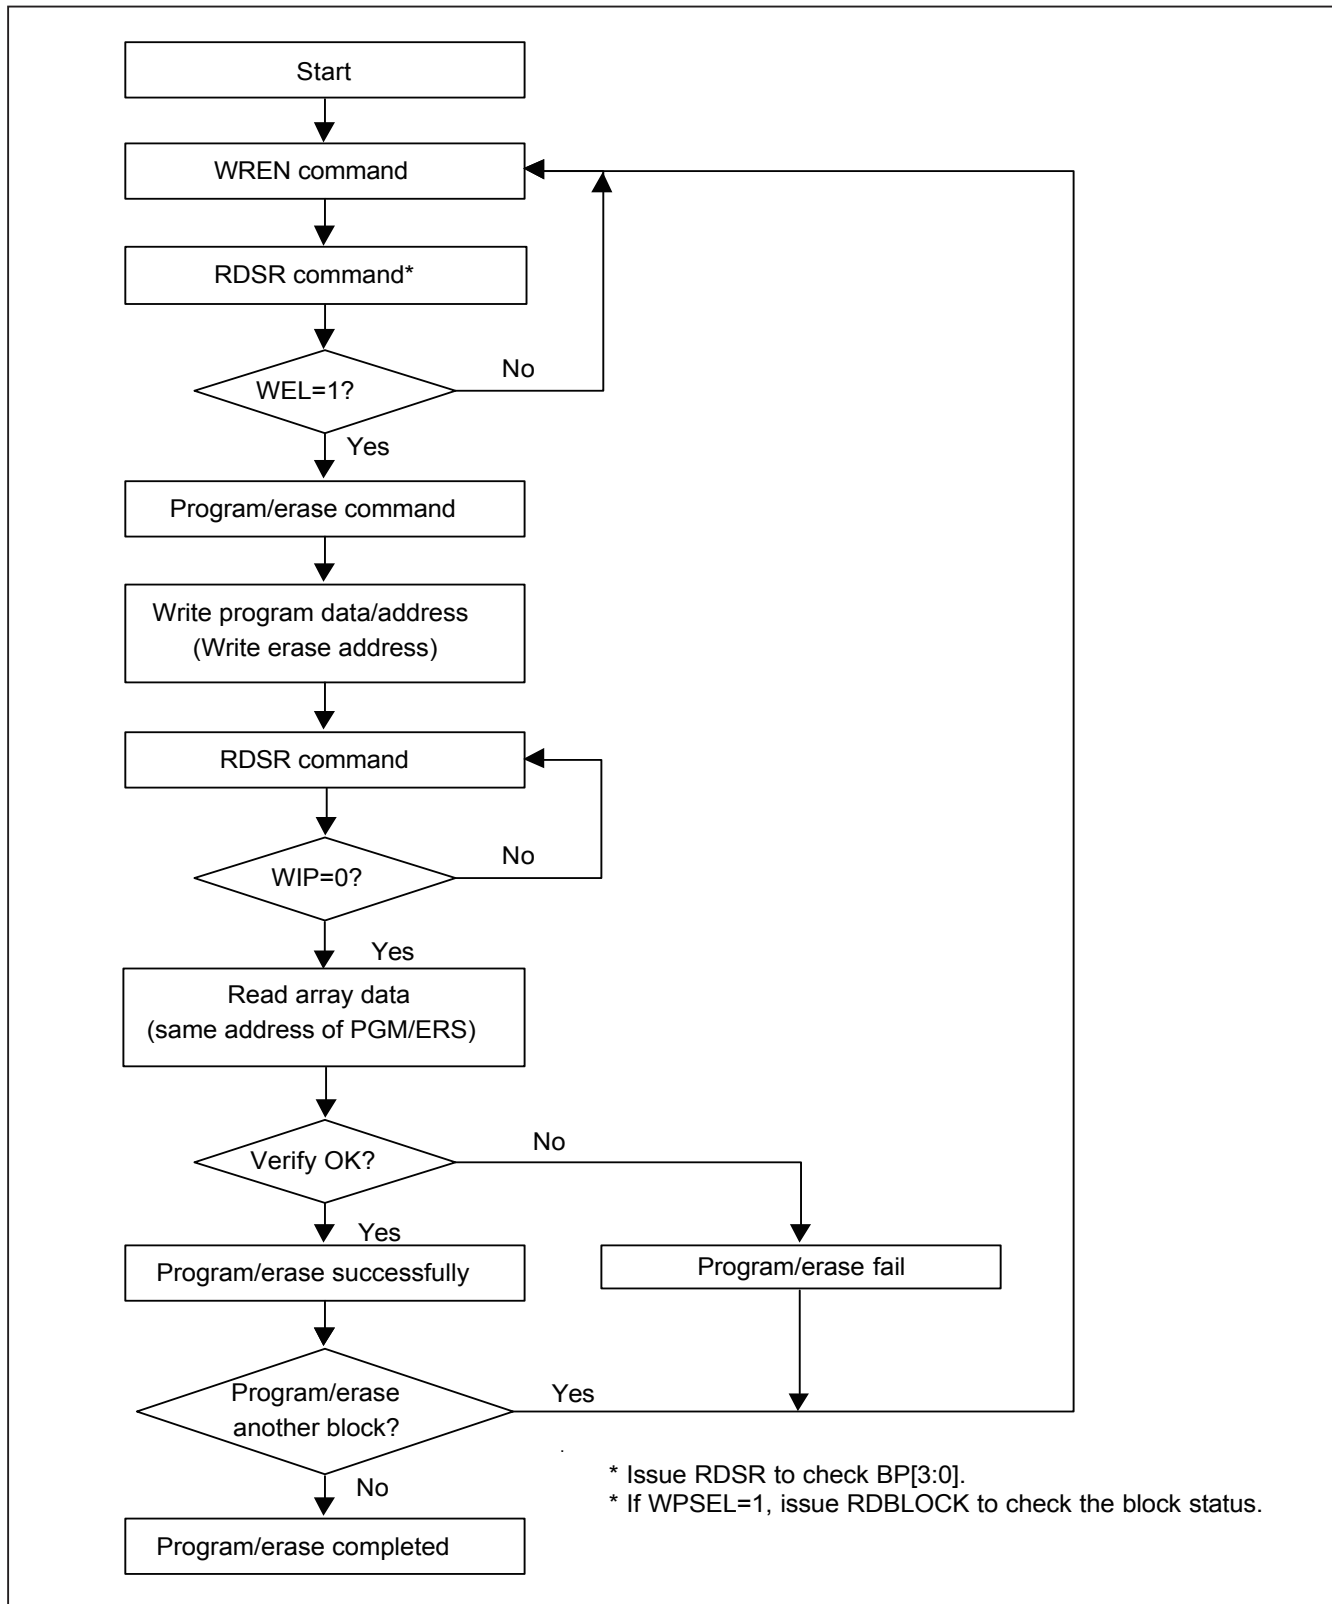 Start
WREN command
RDSR command*
WEL=1?
No
Yes
Program/erase command
Write program data/address
(Write erase address)
RDSR command
WIP=0?
No
Yes
Read array data
(same address of PGM/ERS)
Verify OK?
No
Yes
Program/erase successfully
Program/erase fail
Program/erase
another block?
Yes
No
* Issue RDSR to check BP[3:0].
* If WPSEL=1, issue RDBLOCK to check the block status.
Program/erase completed